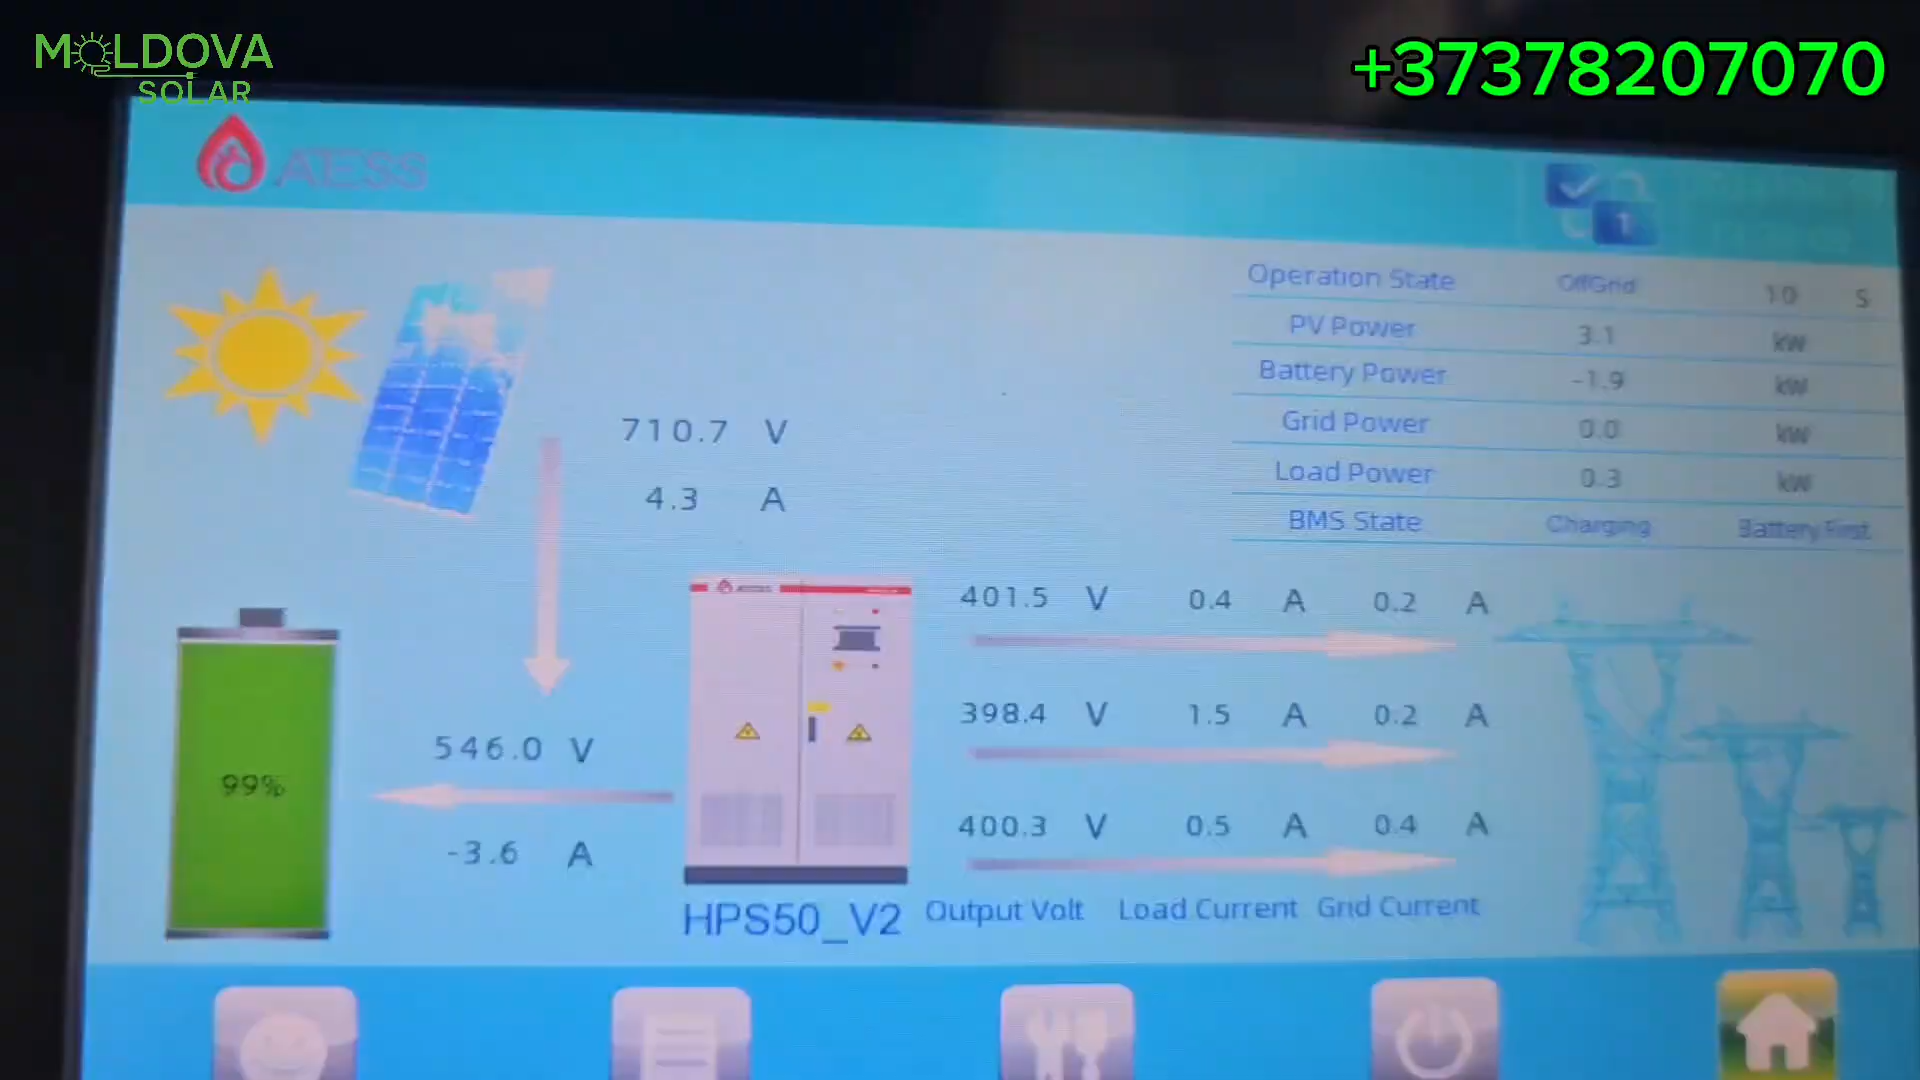 MOLDOVA
SOLAR
+37378207070
AESS
Operation State OffGrid 10 S
PV Power 3.1 kW
Battery Power -1.9 kW
Grid Power 0.0 kW
Load Power 0.3 kW
BMS State Charging Battery First
710.7 V
4.3 A
401.5 V 0.4 A 0.2 A
398.4 V 1.5 A 0.2 A
546.0 V
99%
400.3 V 0.5 A 0.4 A
-3.6 A
HPS50_V2
Output Volt Load Current Grid Current